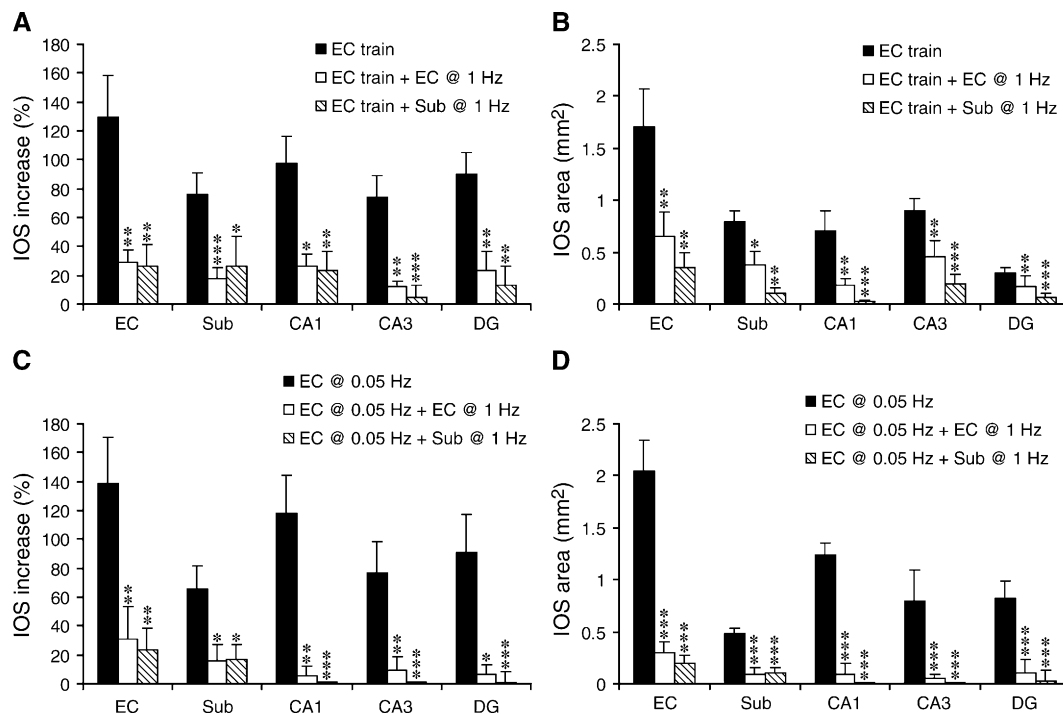 A
IOS increase (%)
180
160
140
120
100
80
60
40
20
0
EC train
EC train + EC @ 1 Hz
EC train + Sub @ 1 Hz
** ** *** * * ** ** *** ** **
EC Sub CA1 CA3 DG
B
IOS area (mm2)
2.5
2
1.5
1
0.5
0
EC train
EC train + EC @ 1 Hz
EC train + Sub @ 1 Hz
** ** * ** ** *** ** *** ** ***
EC Sub CA1 CA3 DG
C
IOS increase (%)
180
160
140
120
100
80
60
40
20
0
EC @ 0.05 Hz
EC @ 0.05 Hz + EC @ 1 Hz
EC @ 0.05 Hz + Sub @ 1 Hz
** ** * * ** *** ** *** * ***
EC Sub CA1 CA3 DG
D
IOS area (mm2)
2.5
2
1.5
1
0.5
0
EC @ 0.05 Hz
EC @ 0.05 Hz + EC @ 1 Hz
EC @ 0.05 Hz + Sub @ 1 Hz
*** *** *** *** *** *** *** *** *** ***
EC Sub CA1 CA3 DG